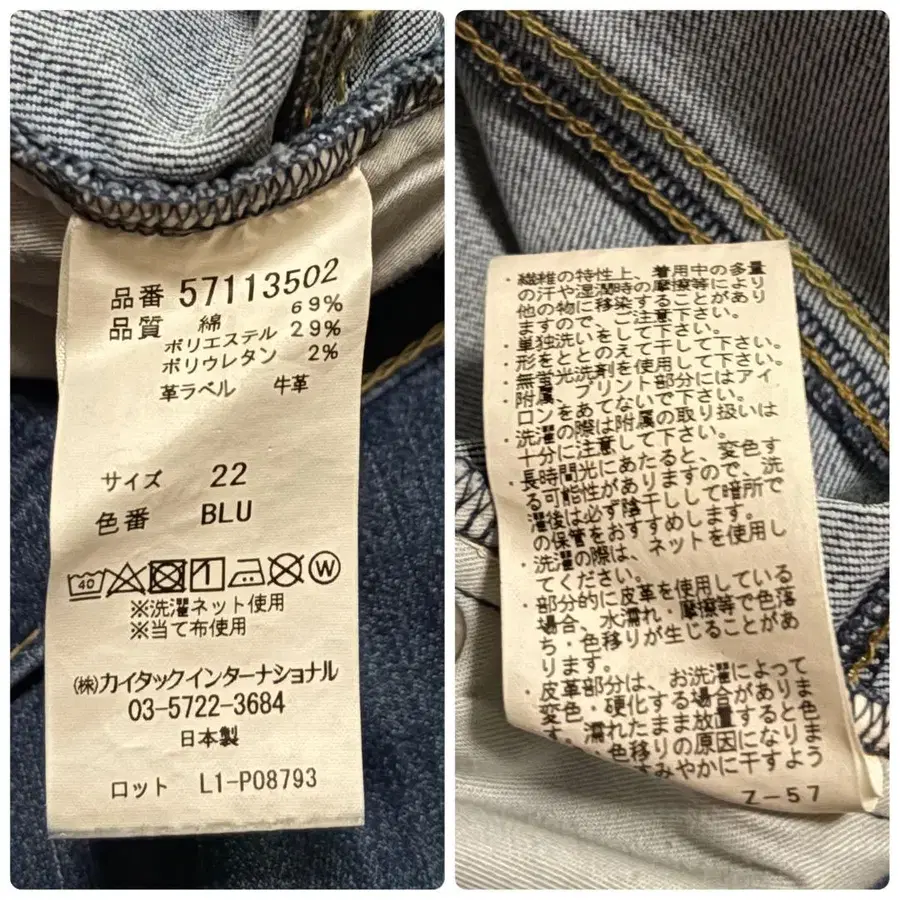 品番 57113502
品質 綿 69%
ポリエステル 29%
ポリウレタン 2%
革ラベル 牛革
サイズ 22
色番 BLU
40
※洗濯ネット使用
※当て布使用
㈱カイタックインターナショナル
03-5722-3684
日本製
ロット L1-P08793
・繊維の特性上、着用中の多量
の汗や湿潤時の摩擦等により
他の物に移染することがあり
ますので、ご注意下さい。
・単独洗いをして下さい。
形をととのえて干して下さい。
・無蛍光洗剤を使用して下さい。
・附属、プリント部分にはアイ
ロンをあてないで下さい。
・洗濯の際は附属の取り扱いは
十分に注意して下さい。
・長時間光にあたると、変色す
る可能性がありますので、洗
濯後は必ず陰干しして暗所で
の保管をおすすめします。
・洗濯の際は、ネットを使用し
てください。
・部分的に皮革を使用している
場合、水濡れ・摩擦等で色落
ち・色移りが生じることがあ
ります。
・皮革部分は、お洗濯によって
変色・硬化する場合がありま
す。濡れたまま放置すると色
・色移りの原因になりま
すみやかに干すよう
Z-57